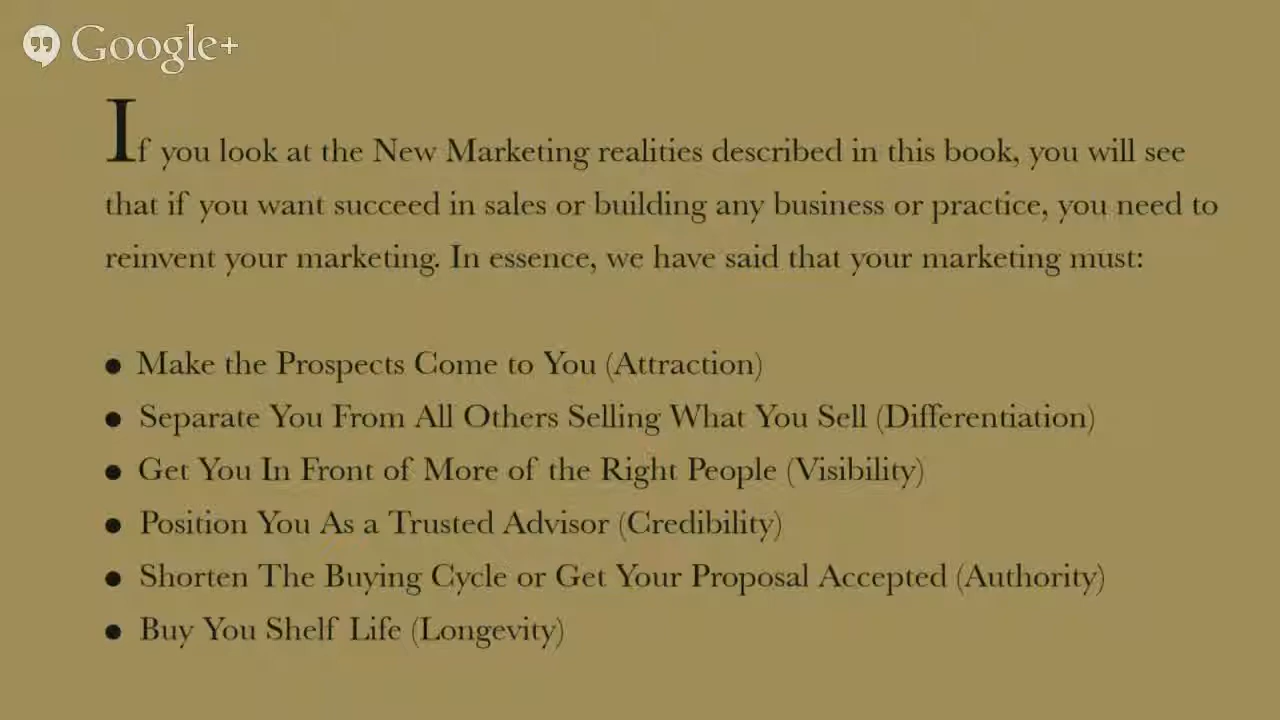 Google+
If you look at the New Marketing realities described in this book, you will see
that if you want succeed in sales or building any business or practice, you need to
reinvent your marketing. In essence, we have said that your marketing must:
● Make the Prospects Come to You (Attraction)
● Separate You From All Others Selling What You Sell (Differentiation)
● Get You In Front of More of the Right People (Visibility)
● Position You As a Trusted Advisor (Credibility)
● Shorten The Buying Cycle or Get Your Proposal Accepted (Authority)
● Buy You Shelf Life (Longevity)